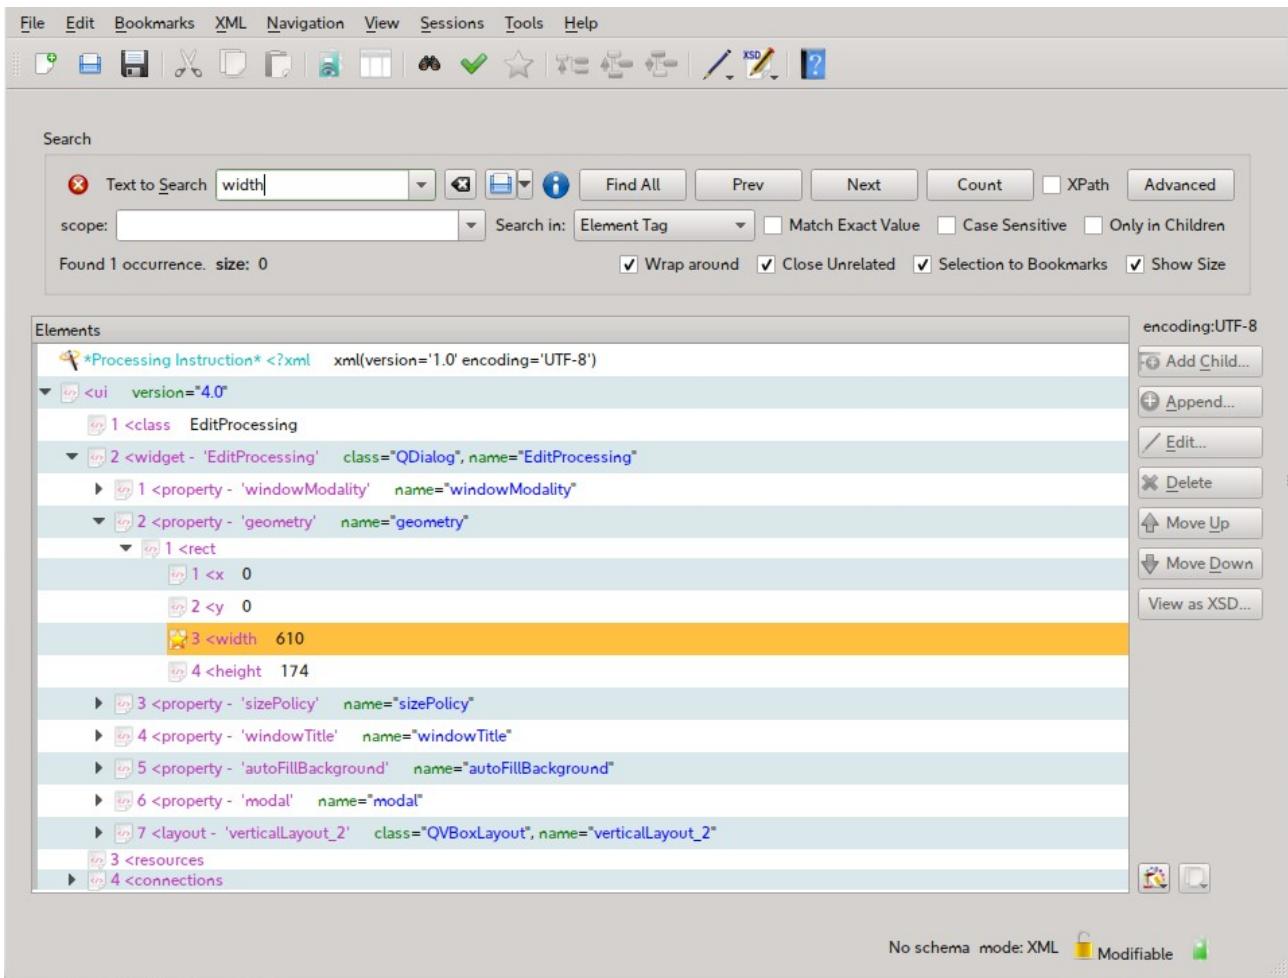 File Edit Bookmarks XML Navigation View Sessions Tools Help
XSD
Search
Text to Search width Find All Prev Next Count XPath Advanced
scope: Search in: Element Tag Match Exact Value Case Sensitive Only in Children
Found 1 occurrence. size: 0 Wrap around Close Unrelated Selection to Bookmarks Show Size
Elements encoding:UTF-8
*Processing Instruction* <?xml xml(version='1.0' encoding='UTF-8') Add Child...
<ui version="4.0"
1 <class EditProcessing Append...
2 <widget - 'EditProcessing' class="QDialog", name="EditProcessing" Edit...
1 <property - 'windowModality' name="windowModality" Delete
2 <property - 'geometry' name="geometry" Move Up
1 <rect
1 <x 0 Move Down
2 <y 0 View as XSD...
3 <width 610
4 <height 174
3 <property - 'sizePolicy' name="sizePolicy"
4 <property - 'windowTitle' name="windowTitle"
5 <property - 'autoFillBackground' name="autoFillBackground"
6 <property - 'modal' name="modal"
7 <layout - 'verticalLayout_2' class="QVBoxLayout", name="verticalLayout_2"
3 <resources
4 <connections
No schema mode: XML Modifiable